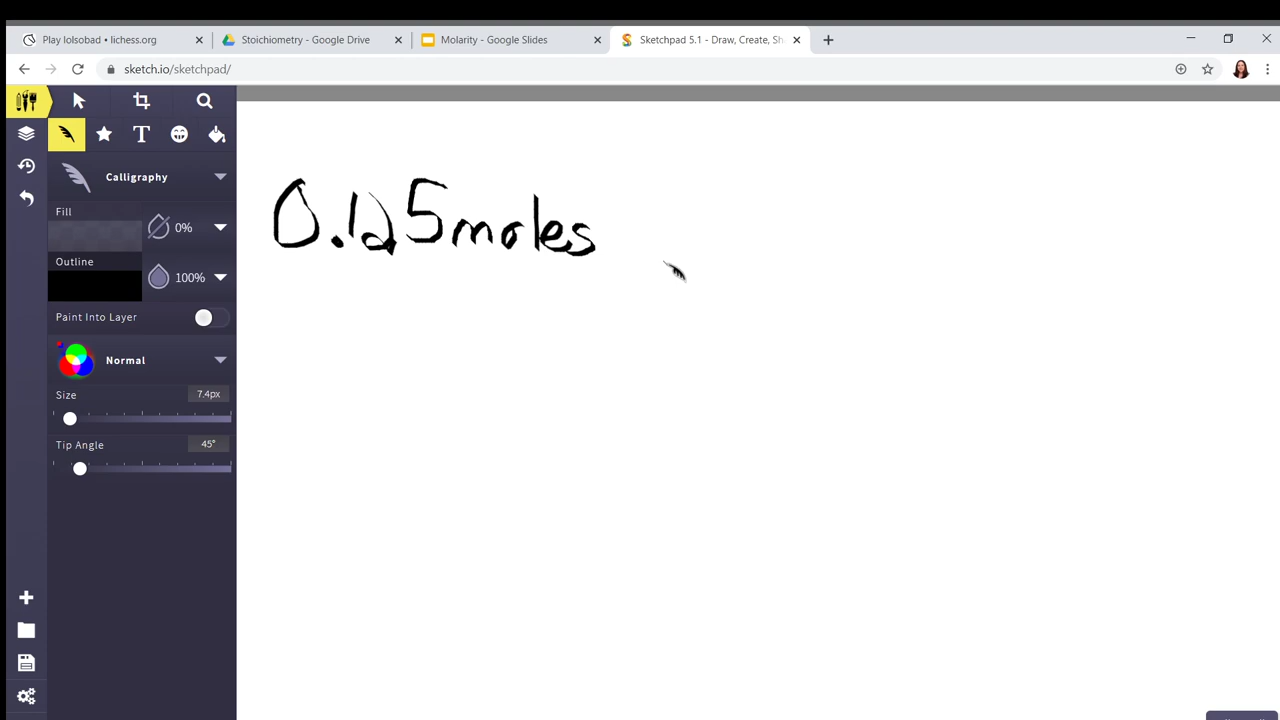 Play lolsobad • lichess.org
Stoichiometry - Google Drive
Molarity - Google Slides
Sketchpad 5.1 - Draw, Create, Sh
sketch.io/sketchpad/
Calligraphy
Fill
0%
Outline
100%
Paint Into Layer
Normal
Size
7.4px
Tip Angle
45°
0.125moles